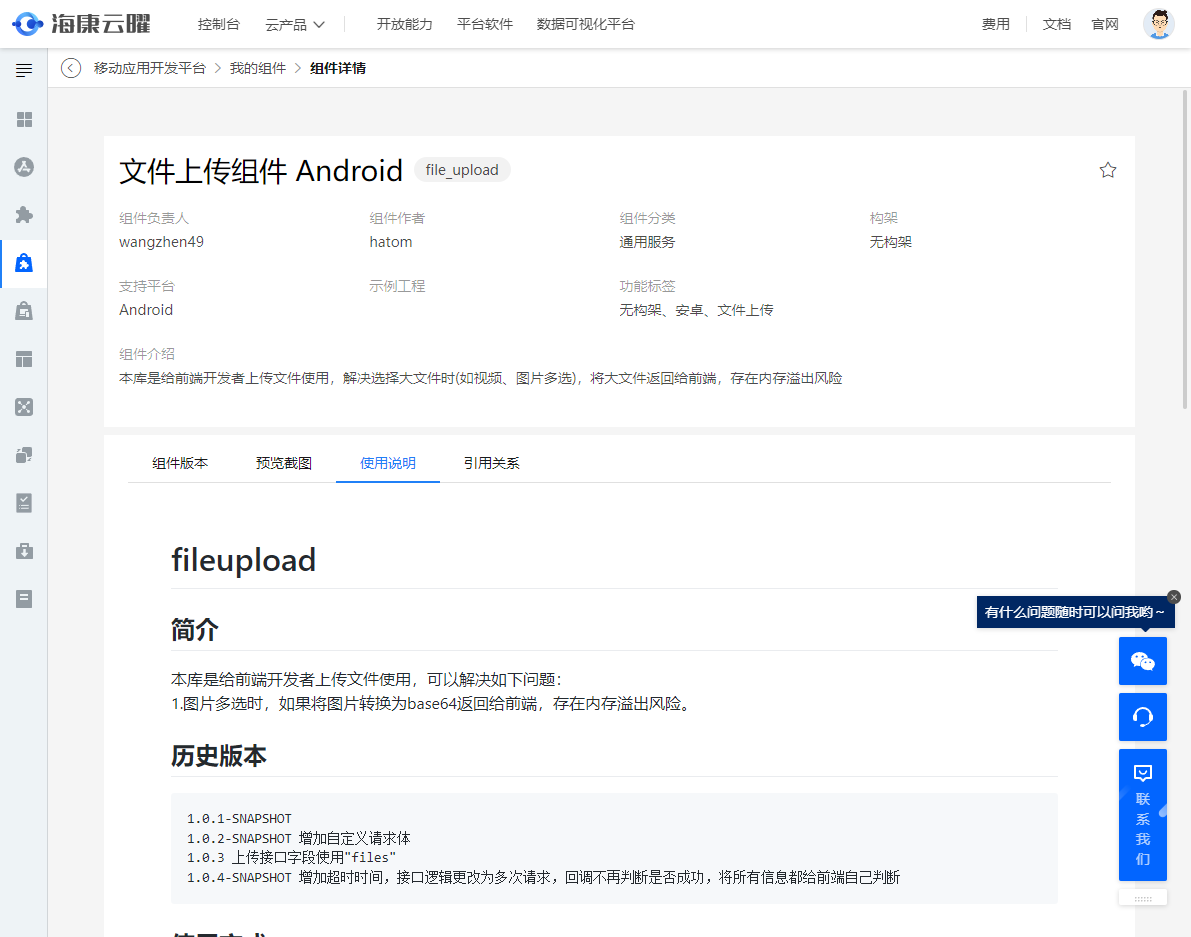 海康云曜
控制台 云产品 开放能力 平台软件 数据可视化平台 费用 文档 官网
移动应用开发平台 > 我的组件 > 组件详情
文件上传组件 Android file_upload
组件负责人 组件作者 组件分类 构架
wangzhen49 hatom 通用服务 无构架
支持平台 示例工程 功能标签
Android 无构架、安卓、文件上传
组件介绍
本库是给前端开发者上传文件使用，解决选择大文件时(如视频、图片多选)，将大文件返回给前端，存在内存溢出风险
组件版本 预览截图 使用说明 引用关系
fileupload
简介
本库是给前端开发者上传文件使用，可以解决如下问题：
1.图片多选时，如果将图片转换为base64返回给前端，存在内存溢出风险。
历史版本
1.0.1-SNAPSHOT
1.0.2-SNAPSHOT 增加自定义请求体
1.0.3 上传接口字段使用"files"
1.0.4-SNAPSHOT 增加超时时间，接口逻辑更改为多次请求，回调不再判断是否成功，将所有信息都给前端自己判断
有什么问题随时可以问我哟～
联系我们